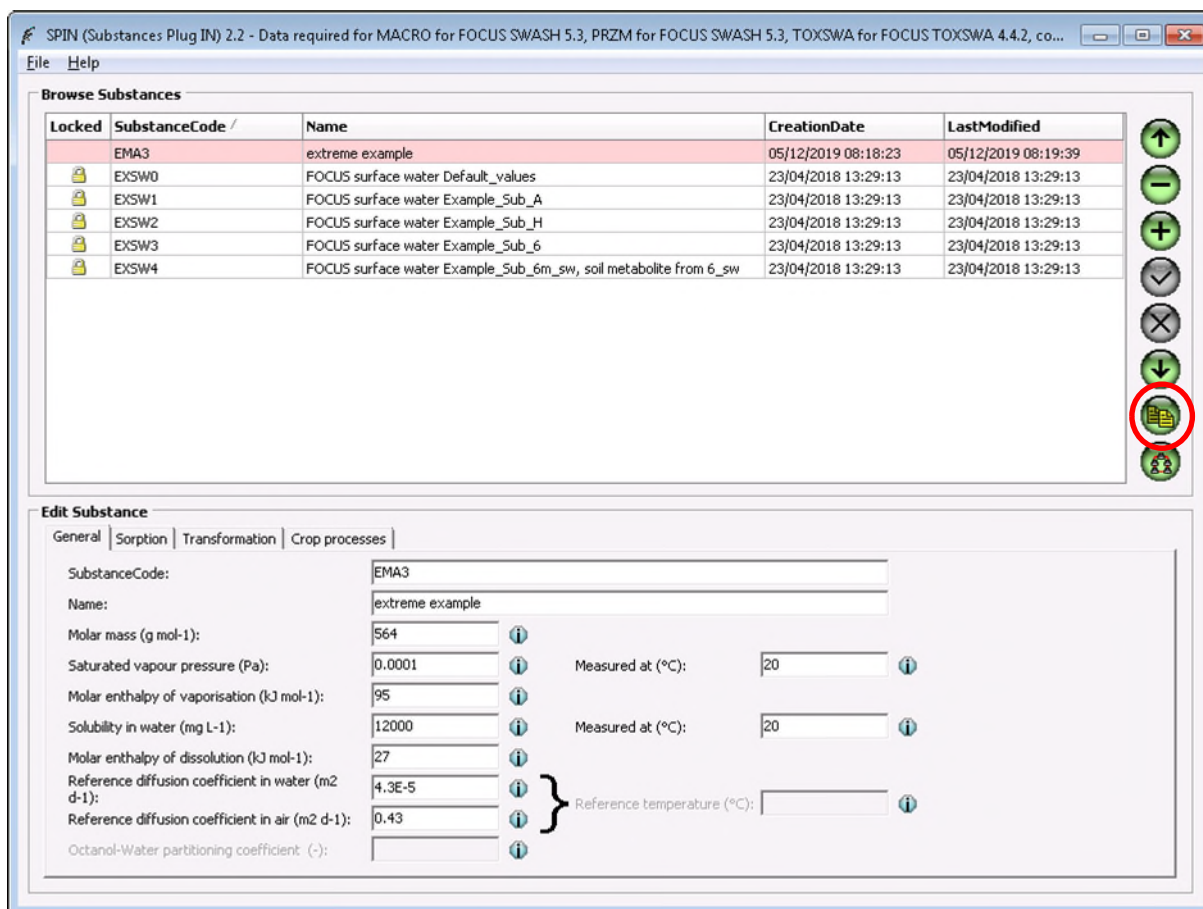 SPIN (Substances Plug IN) 2.2 - Data required for MACRO for FOCUS SWASH 5.3, PRZM for FOCUS SWASH 5.3, TOXSWA for FOCUS TOXSWA 4.4.2, co...
File Help
Browse Substances
Locked SubstanceCode Name CreationDate LastModified
EMA3 extreme example 05/12/2019 08:18:23 05/12/2019 08:19:39
EXSW0 FOCUS surface water Default_values 23/04/2018 13:29:13 23/04/2018 13:29:13
EXSW1 FOCUS surface water Example_Sub_A 23/04/2018 13:29:13 23/04/2018 13:29:13
EXSW2 FOCUS surface water Example_Sub_H 23/04/2018 13:29:13 23/04/2018 13:29:13
EXSW3 FOCUS surface water Example_Sub_6 23/04/2018 13:29:13 23/04/2018 13:29:13
EXSW4 FOCUS surface water Example_Sub_6m_sw, soil metabolite from 6_sw 23/04/2018 13:29:13 23/04/2018 13:29:13
Edit Substance
General Sorption Transformation Crop processes
SubstanceCode: EMA3
Name: extreme example
Molar mass (g mol-1): 564
Saturated vapour pressure (Pa): 0.0001 Measured at (°C): 20
Molar enthalpy of vaporisation (kJ mol-1): 95
Solubility in water (mg L-1): 12000 Measured at (°C): 20
Molar enthalpy of dissolution (kJ mol-1): 27
Reference diffusion coefficient in water (m2
d-1): 4.3E-5
Reference temperature (°C):
Reference diffusion coefficient in air (m2 d-1): 0.43
Octanol-Water partitioning coefficient (-):